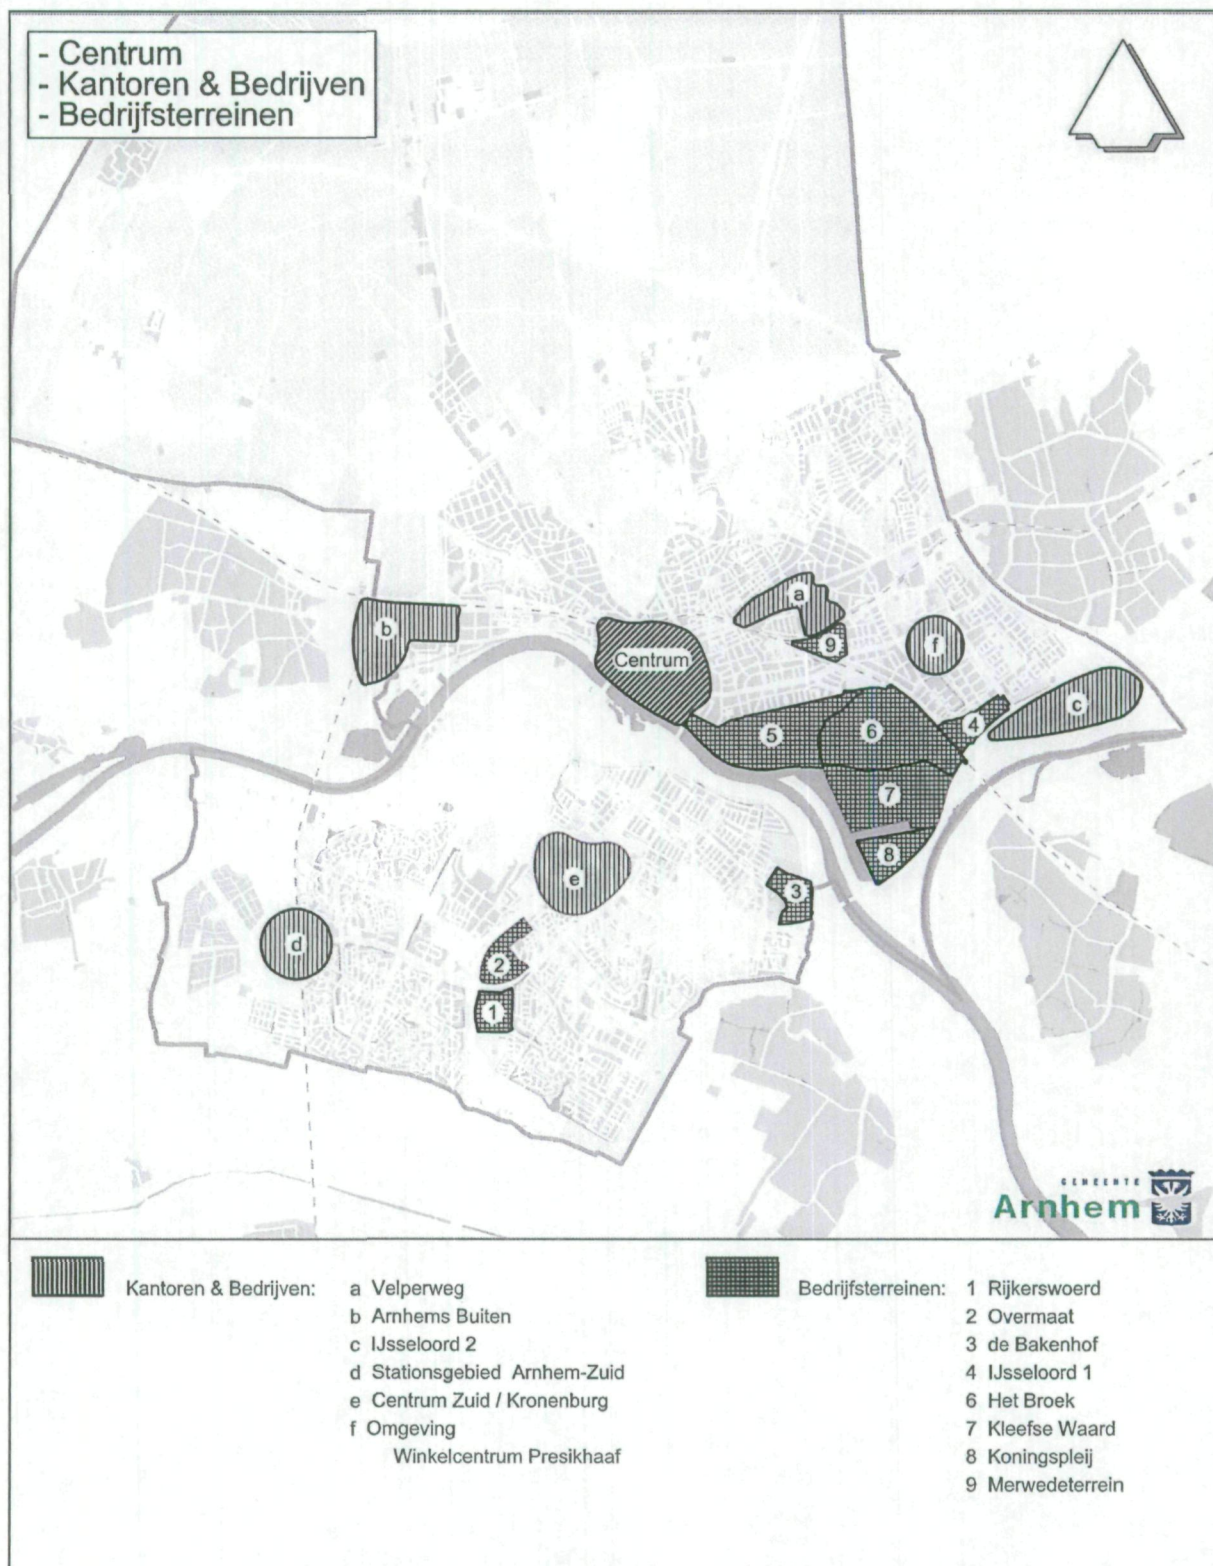 - Centrum
- Kantoren & Bedrijven
- Bedrijfsterreinen
a
b
9
f
Centrum
c
4
5
6
7
8
e
3
d
2
1
GEMEENTE
Arnhem
Kantoren & Bedrijven:
a Velperweg
b Arnhems Buiten
c IJsseloord 2
d Stationsgebied Arnhem-Zuid
e Centrum Zuid / Kronenburg
f Omgeving
Winkelcentrum Presikhaaf
Bedrijfsterreinen:
1 Rijkerswoerd
2 Overmaat
3 de Bakenhof
4 IJsseloord 1
6 Het Broek
7 Kleefse Waard
8 Koningspleij
9 Merwedeterrein